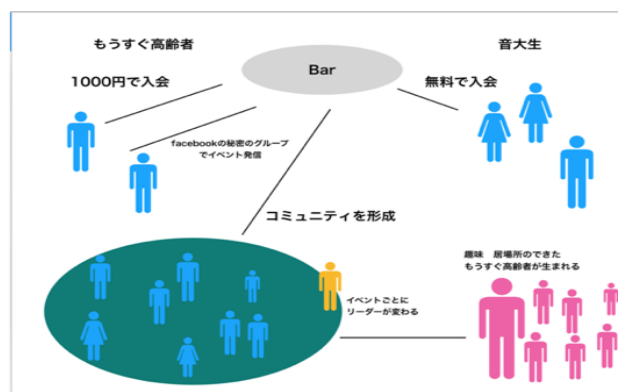 もうすぐ高齢者
音大生
Bar
1000円で入会
無料で入会
facebookの秘密のグループ
でイベント発信
コミュニティを形成
趣味 居場所のできた
もうすぐ高齢者が生まれる
イベントごとに
リーダーが変わる